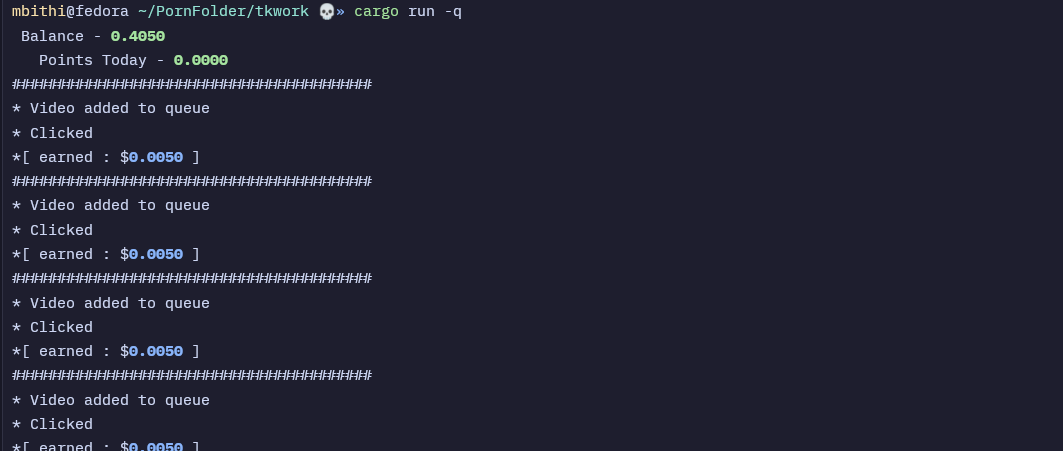 mbithi@fedora ~/PornFolder/tkwork 💀» cargo run -q
Balance - 0.4050
Points Today - 0.0000
########################################
* Video added to queue
* Clicked
*[ earned : $0.0050 ]
########################################
* Video added to queue
* Clicked
*[ earned : $0.0050 ]
########################################
* Video added to queue
* Clicked
*[ earned : $0.0050 ]
########################################
* Video added to queue
* Clicked
*[ earned : $0.0050 ]